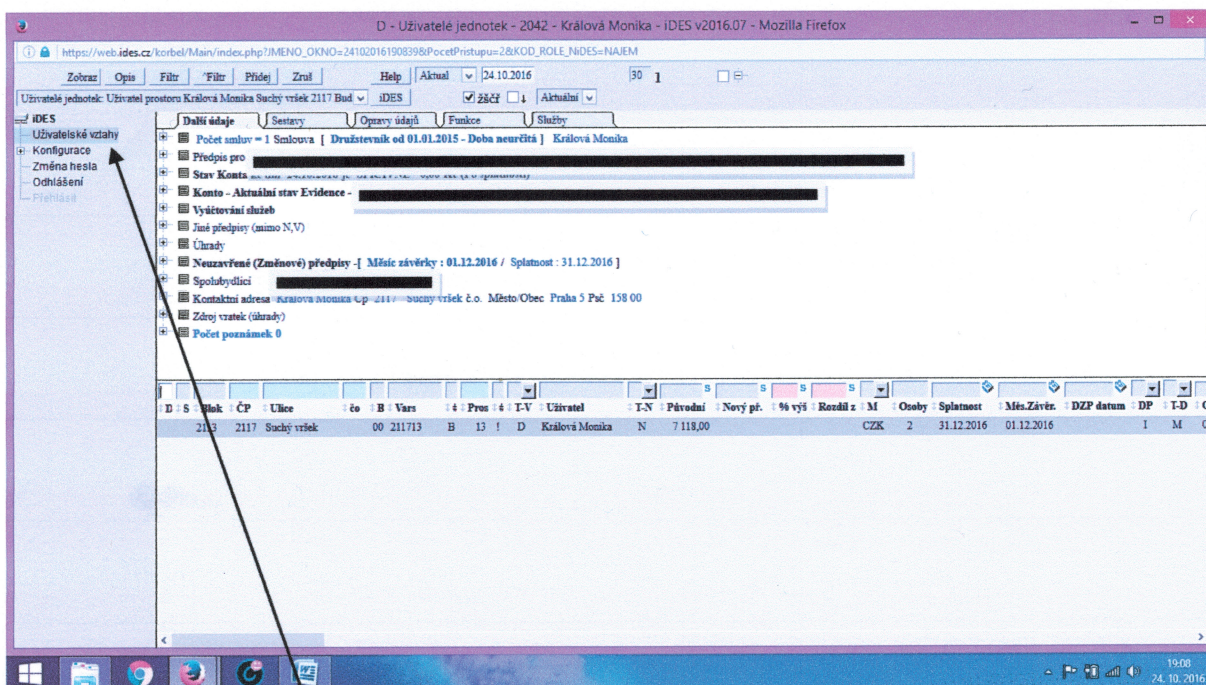 D - Uživatelé jednotek - 2042 - Králová Monika - iDES v2016.07 - Mozilla Firefox
https://web.ides.cz/korbel/Main/index.php?JMENO_OKNO=24102016190839&PocetPristupu=2&KOD_ROLE_NiDES=NAJEM
Zobraz Opis Filtr ^Filtr Přidej Zruš Help Aktual 24.10.2016 30 1
Uživatelé jednotek: Uživatel prostoru Králová Monika Suchý vršek 2117 Bud iDES žščř Aktuální
iDES
Uživatelské vztahy
Konfigurace
Změna hesla
Odhlášení
Přehlásit
Další údaje Sestavy Opravy údajů Funkce Služby
Počet smluv = 1 Smlouva [ Družstevník od 01.01.2015 - Doba neurčitá ] Králová Monika
Předpis pro
Stav Konta
Konto - Aktuální stav Evidence -
Vyúčtování služeb
Jiné předpisy (mimo N,V)
Úhrady
Neuzavřené (Změnové) předpisy -[ Měsíc závěrky : 01.12.2016 / Splatnost : 31.12.2016 ]
Spolubydlící
Kontaktní adresa Králová Monika Čp 2117 Suchý vršek č.o. Město/Obec Praha 5 Psč 158 00
Zdroj vratek (úhrady)
Počet poznámek 0
S S S S
D S Blok ČP Ulice čo B Vars Pros T-V Uživatel T-N Původní Nový př. % výš Rozdíl z M Osoby Splatnost Měs.Závěr. DZP datum DP T-D
2117 Suchý vršek 00 211713 B 13 ! D Králová Monika N 7 118,00 CZK 2 31.12.2016 01.12.2016 I M
19:08
24. 10. 2016